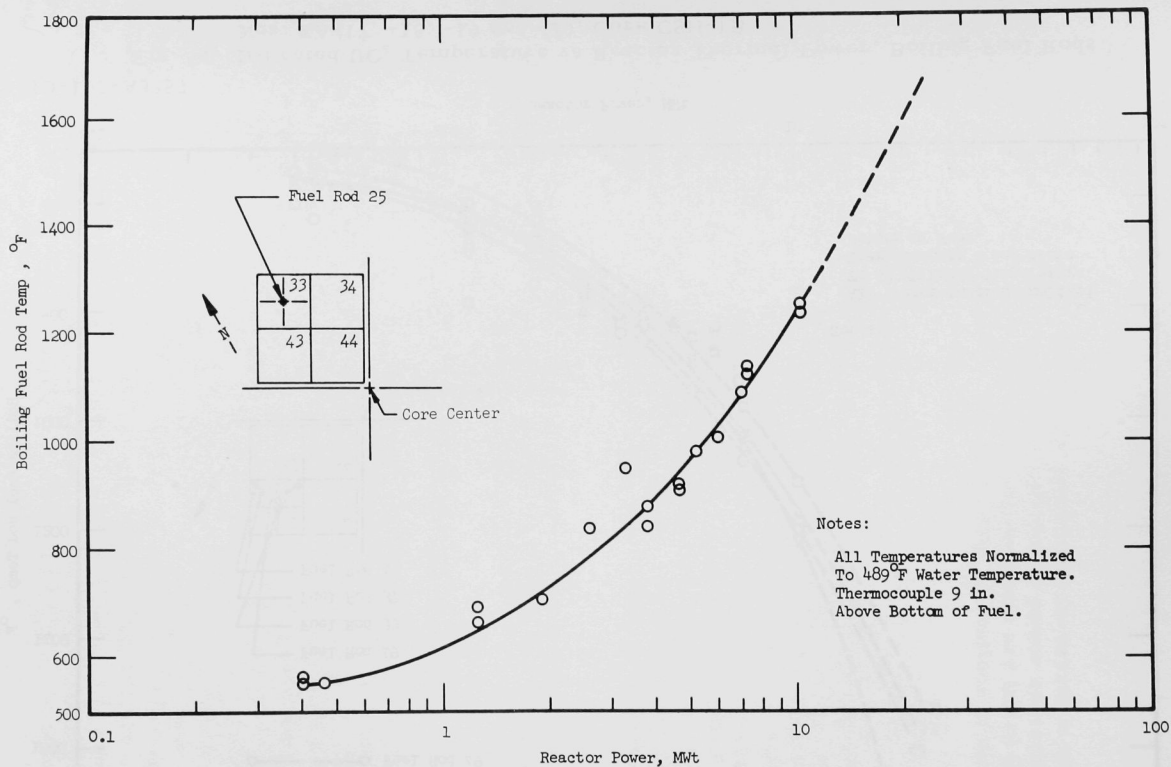 1800
1600
1400
1200
1000
800
600
500
Boiling Fuel Rod Temp , °F
Fuel Rod 25
33 34
43 44
N
Core Center
Notes:
All Temperatures Normalized
To 489°F Water Temperature.
Thermocouple 9 in.
Above Bottom of Fuel.
0.1 1 10 100
Reactor Power, MWt